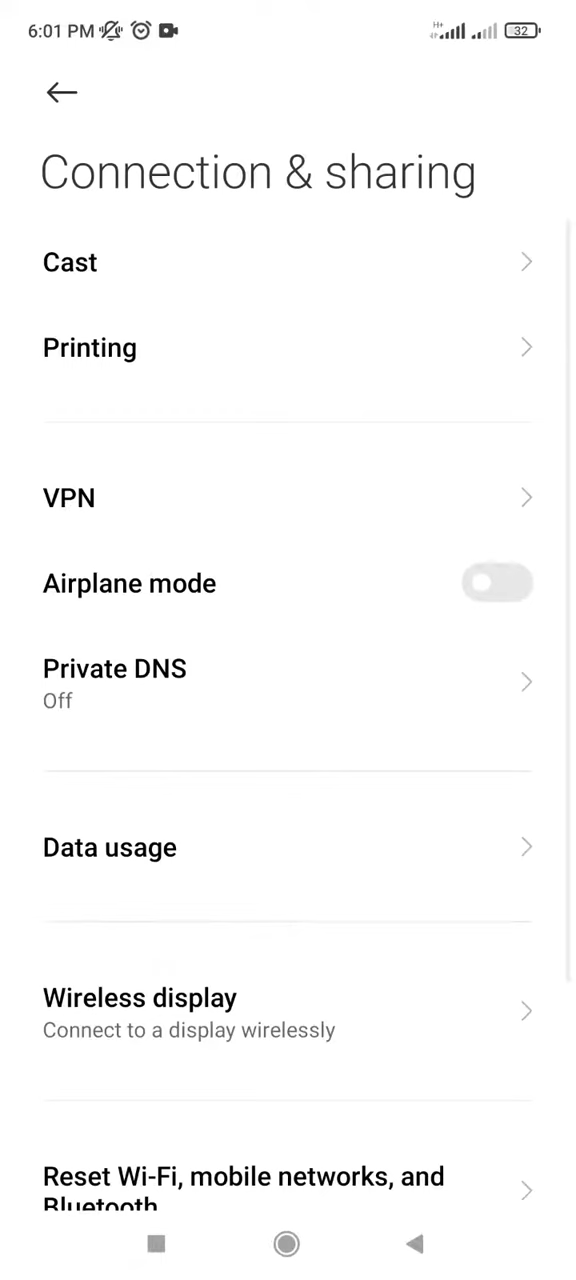 6:01 PM H+ 32
Connection & sharing
Cast
Printing
VPN
Airplane mode
Private DNS
Off
Data usage
Wireless display
Connect to a display wirelessly
Reset Wi-Fi, mobile networks, and
Bluetooth